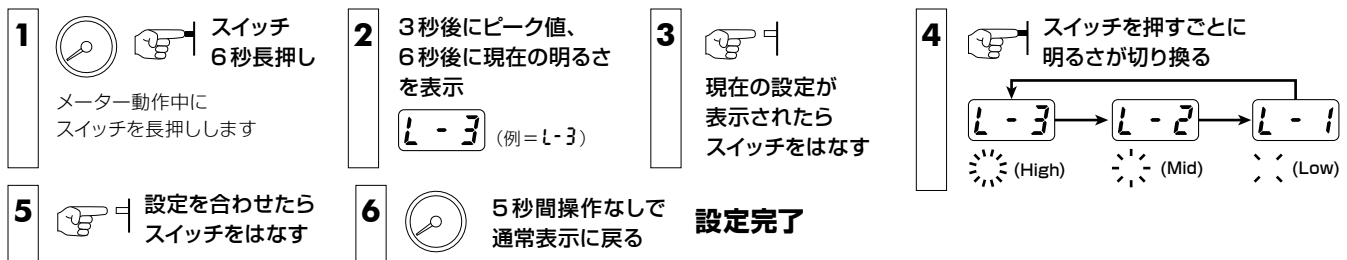 1
スイッチ
6秒長押し
メーター動作中に
スイッチを長押しします
2
3秒後にピーク値、
6秒後に現在の明るさ
を表示
L - 3 (例=L-3)
3
現在の設定が
表示されたら
スイッチをはなす
4
スイッチを押すごとに
明るさが切り換る
L - 3 L - 2 L - 1
(High) (Mid) (Low)
5
設定を合わせたら
スイッチをはなす
6
5秒間操作なしで
通常表示に戻る
設定完了